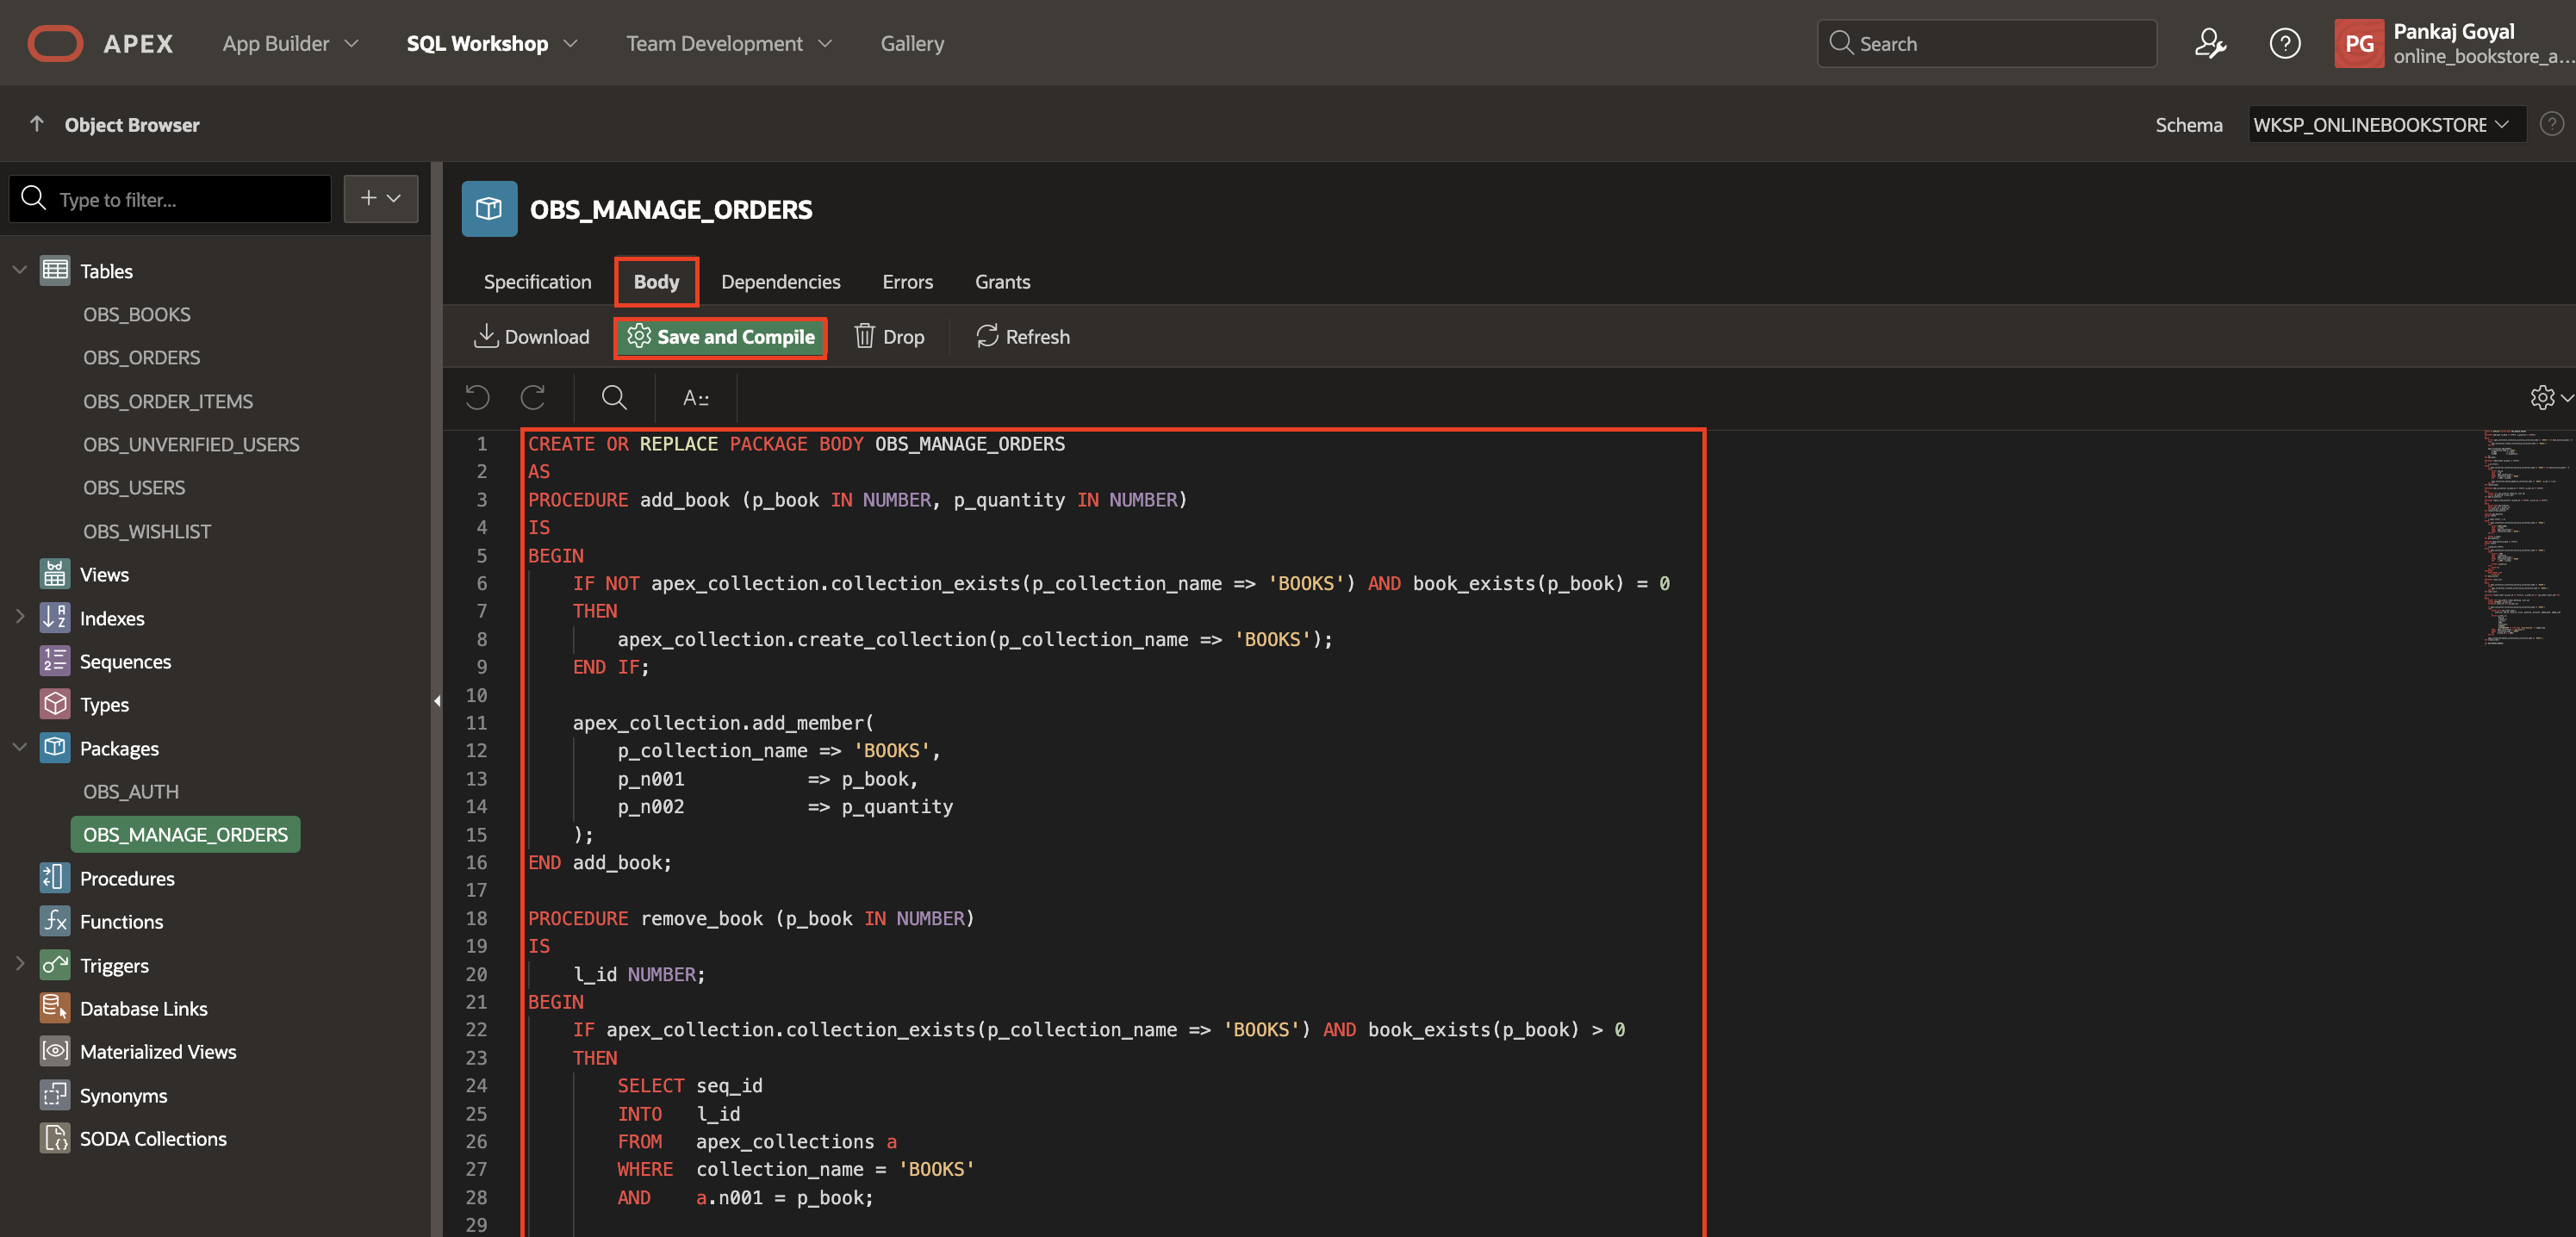 APEX App Builder SQL Workshop Team Development Gallery Search PG Pankaj Goyal
online_bookstore_a...
Object Browser Schema WKSP_ONLINEBOOKSTORE
Type to filter...
Tables
OBS_BOOKS
OBS_ORDERS
OBS_ORDER_ITEMS
OBS_UNVERIFIED_USERS
OBS_USERS
OBS_WISHLIST
Views
Indexes
Sequences
Types
Packages
OBS_AUTH
OBS_MANAGE_ORDERS
Procedures
Functions
Triggers
Database Links
Materialized Views
Synonyms
SODA Collections
OBS_MANAGE_ORDERS
Specification Body Dependencies Errors Grants
Download Save and Compile Drop Refresh
1 CREATE OR REPLACE PACKAGE BODY OBS_MANAGE_ORDERS
2 AS
3 PROCEDURE add_book (p_book IN NUMBER, p_quantity IN NUMBER)
4 IS
5 BEGIN
6 IF NOT apex_collection.collection_exists(p_collection_name => 'BOOKS') AND book_exists(p_book) = 0
7 THEN
8 apex_collection.create_collection(p_collection_name => 'BOOKS');
9 END IF;
10
11 apex_collection.add_member(
12 p_collection_name => 'BOOKS',
13 p_n001 => p_book,
14 p_n002 => p_quantity
15 );
16 END add_book;
17
18 PROCEDURE remove_book (p_book IN NUMBER)
19 IS
20 l_id NUMBER;
21 BEGIN
22 IF apex_collection.collection_exists(p_collection_name => 'BOOKS') AND book_exists(p_book) > 0
23 THEN
24 SELECT seq_id
25 INTO l_id
26 FROM apex_collections a
27 WHERE collection_name = 'BOOKS'
28 AND a.n001 = p_book;
29